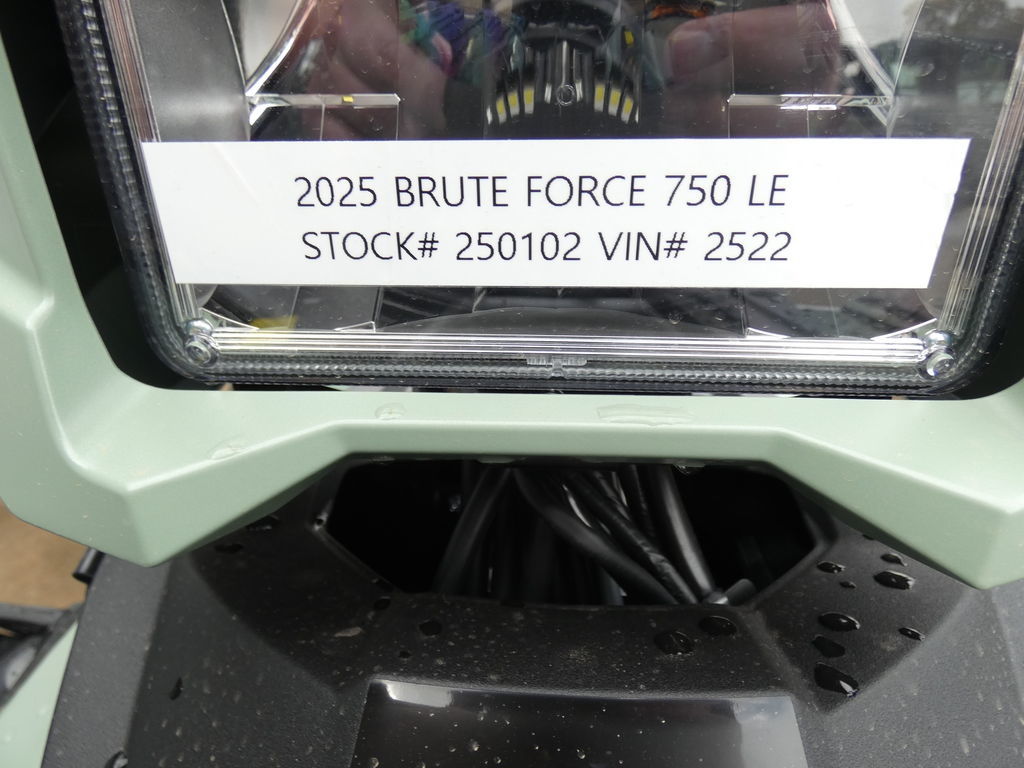 2025 BRUTE FORCE 750 LE
STOCK# 250102 VIN# 2522